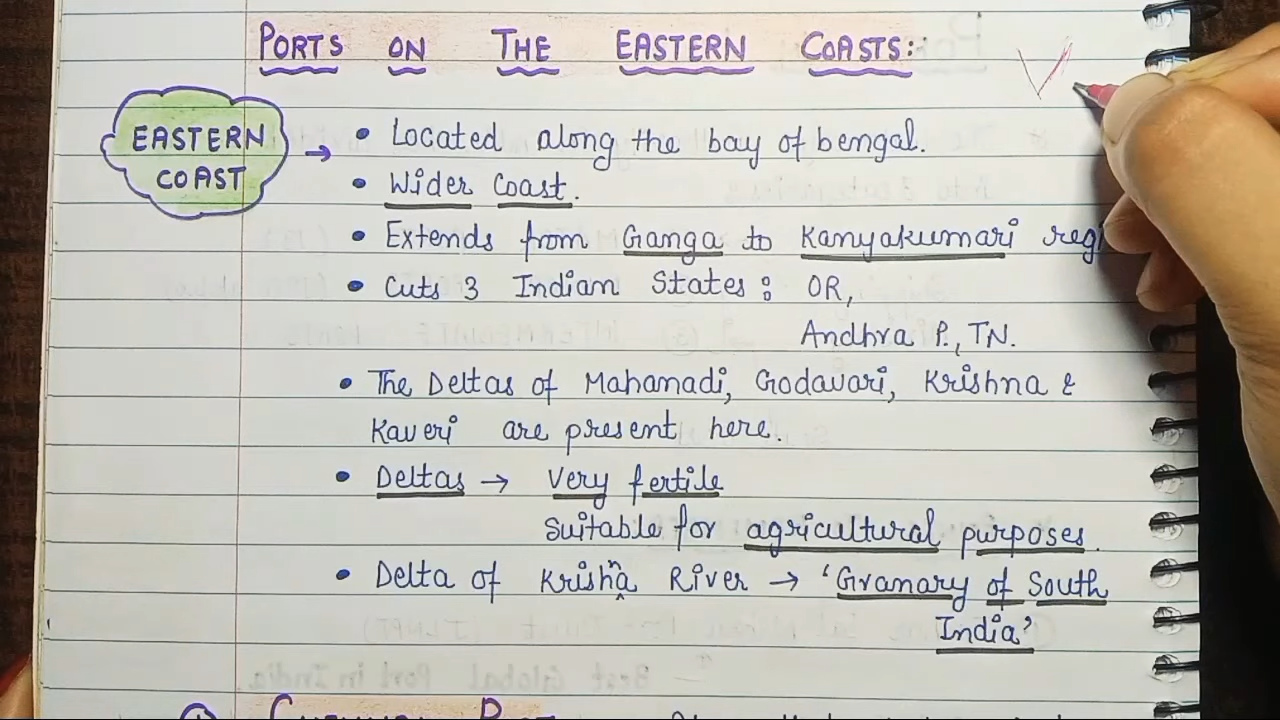 PORTS ON THE EASTERN COASTS:
EASTERN COAST →
• Located along the bay of bengal.
• Wider Coast.
• Extends from Ganga to Kanyakumari
• Cuts 3 Indian States : OR,
Andhra P., TN.
• The Deltas of Mahanadi, Godavari, Krishna &
Kaveri are present here.
• Deltas → Very fertile
Suitable for agricultural purposes.
• Delta of Krishna River → 'Granary of South
India'